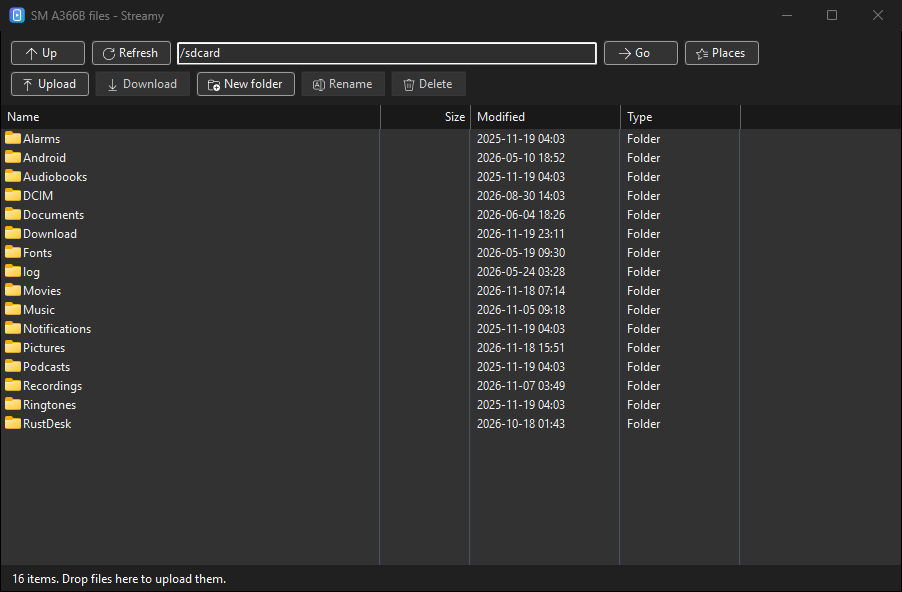 SM A366B files - Streamy
Up Refresh /sdcard Go Places
Upload Download New folder Rename Delete
Name Size Modified Type
Alarms 2025-11-19 04:03 Folder
Android 2026-05-10 18:52 Folder
Audiobooks 2025-11-19 04:03 Folder
DCIM 2026-08-30 14:03 Folder
Documents 2026-06-04 18:26 Folder
Download 2026-11-19 23:11 Folder
Fonts 2026-05-19 09:30 Folder
log 2026-05-24 03:28 Folder
Movies 2026-11-18 07:14 Folder
Music 2026-11-05 09:18 Folder
Notifications 2025-11-19 04:03 Folder
Pictures 2026-11-18 15:51 Folder
Podcasts 2025-11-19 04:03 Folder
Recordings 2026-11-07 03:49 Folder
Ringtones 2025-11-19 04:03 Folder
RustDesk 2026-10-18 01:43 Folder
16 items. Drop files here to upload them.